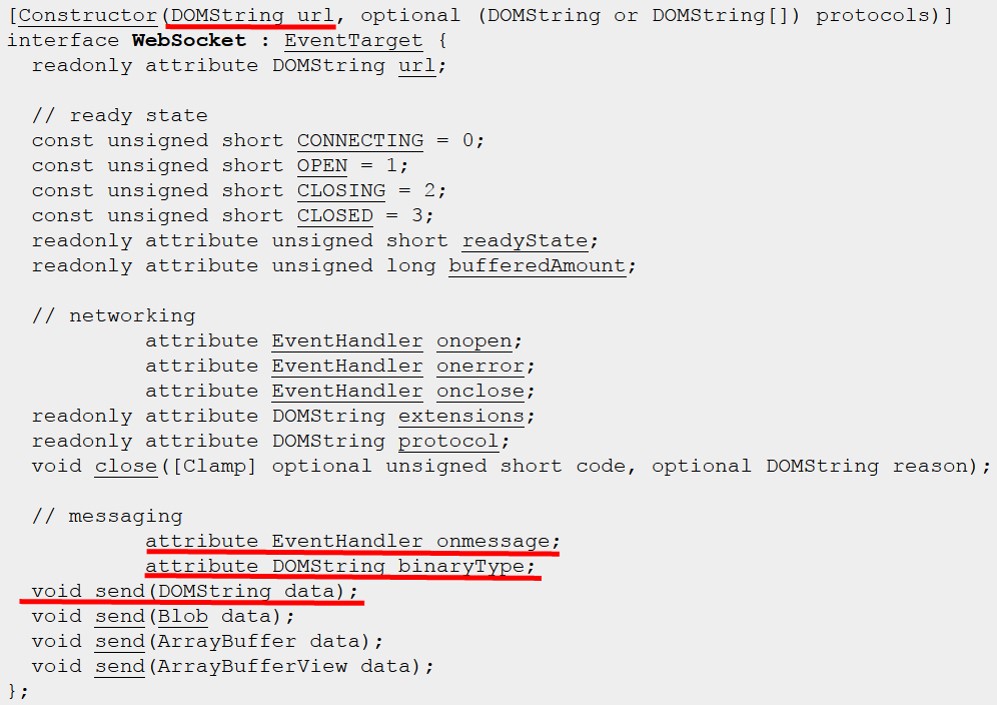 [Constructor(DOMString url, optional (DOMString or DOMString[]) protocols)]
interface WebSocket : EventTarget {
  readonly attribute DOMString url;

  // ready state
  const unsigned short CONNECTING = 0;
  const unsigned short OPEN = 1;
  const unsigned short CLOSING = 2;
  const unsigned short CLOSED = 3;
  readonly attribute unsigned short readyState;
  readonly attribute unsigned long bufferedAmount;

  // networking
           attribute EventHandler onopen;
           attribute EventHandler onerror;
           attribute EventHandler onclose;
  readonly attribute DOMString extensions;
  readonly attribute DOMString protocol;
  void close([Clamp] optional unsigned short code, optional DOMString reason);

  // messaging
           attribute EventHandler onmessage;
           attribute DOMString binaryType;
  void send(DOMString data);
  void send(Blob data);
  void send(ArrayBuffer data);
  void send(ArrayBufferView data);
};